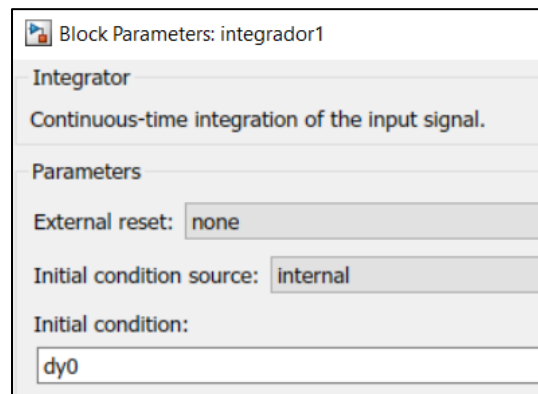 Block Parameters: integrador1
Integrator
Continuous-time integration of the input signal.
Parameters
External reset: none
Initial condition source: internal
Initial condition:
dy0